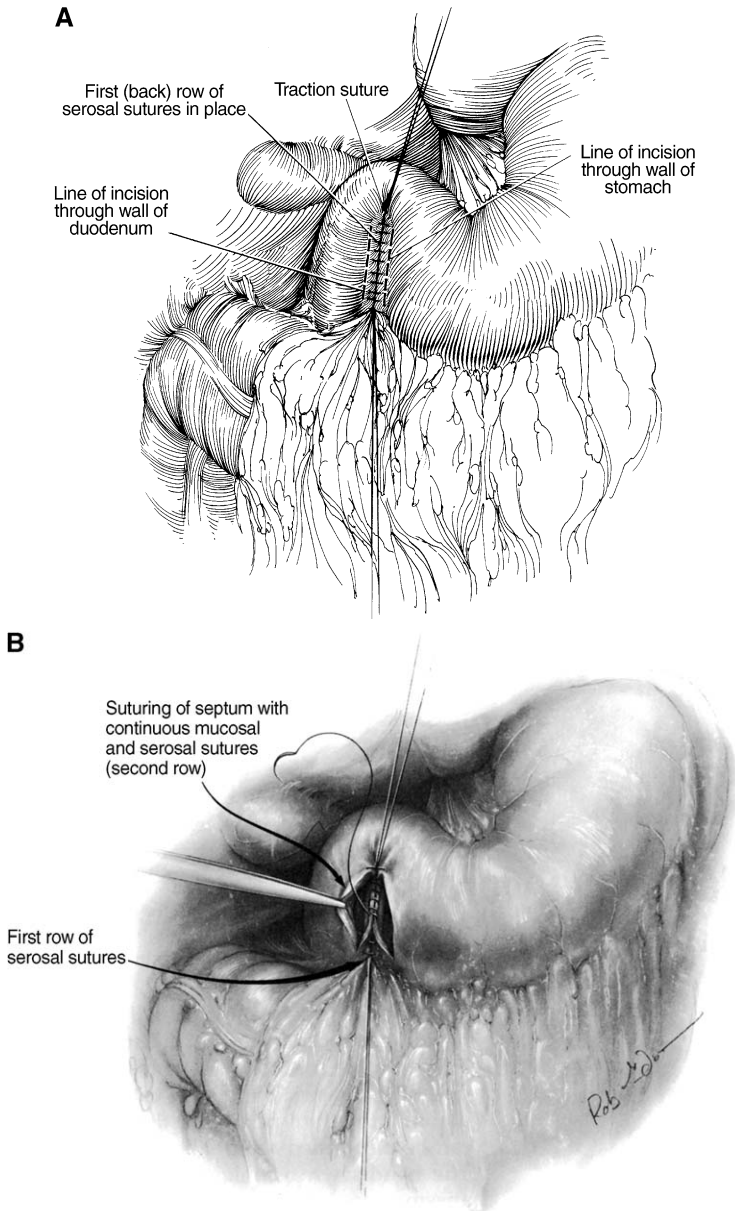 A
First (back) row of
serosal sutures in place
Traction suture
Line of incision
through wall of
stomach
Line of incision
through wall of
duodenum
B
Suturing of septum with
continuous mucosal
and serosal sutures
(second row)
First row of
serosal sutures
Rob